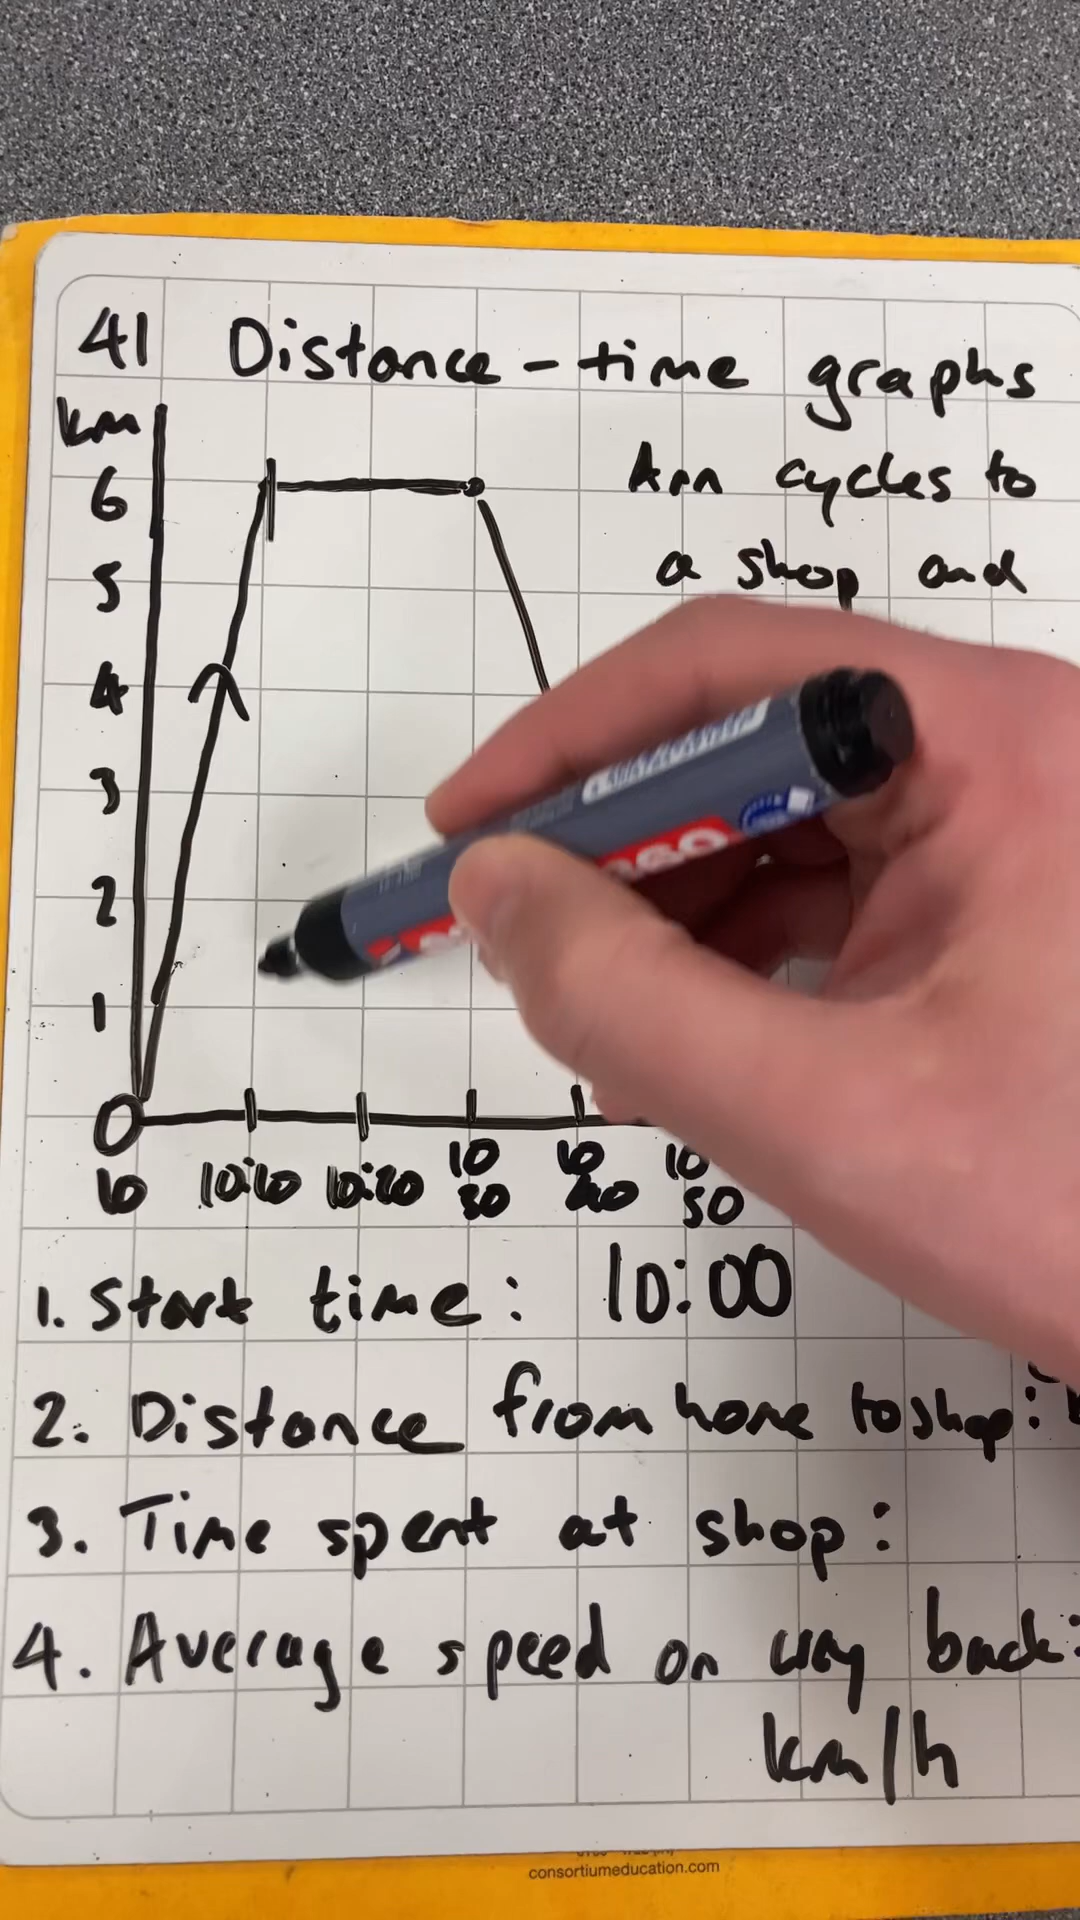 41 Distance-time graphs
km
6
5
4
3
2
1
0
Ann cycles to
a shop and
10 10:10 10:20 10 30 10 40 10 50
1. Start time: 10:00
2. Distance from home to shop:
3. Time spent at shop:
4. Average speed on way back:
km/h
consortiumeducation.com